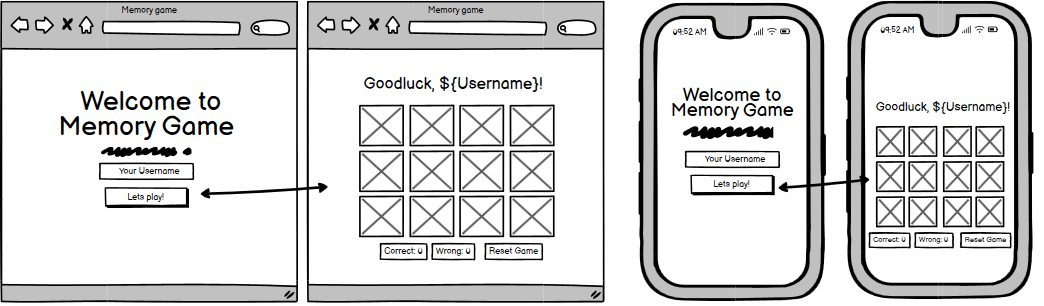 Memory game
Welcome to
Memory Game
Your Username
Lets play!
Memory game
Goodluck, ${Username}!
Correct: 0
Wrong: 0
Reset Game
09:52 AM
Welcome to
Memory Game
Your Username
Lets play!
09:52 AM
Goodluck, ${Username}!
Correct: 0
Wrong: 0
Reset Game